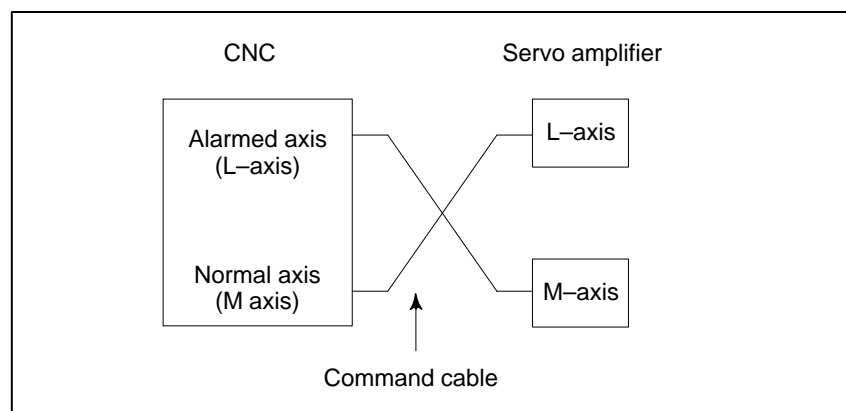 CNC
Servo amplifier
Alarmed axis
(L–axis)
L–axis
Normal axis
(M axis)
M–axis
Command cable